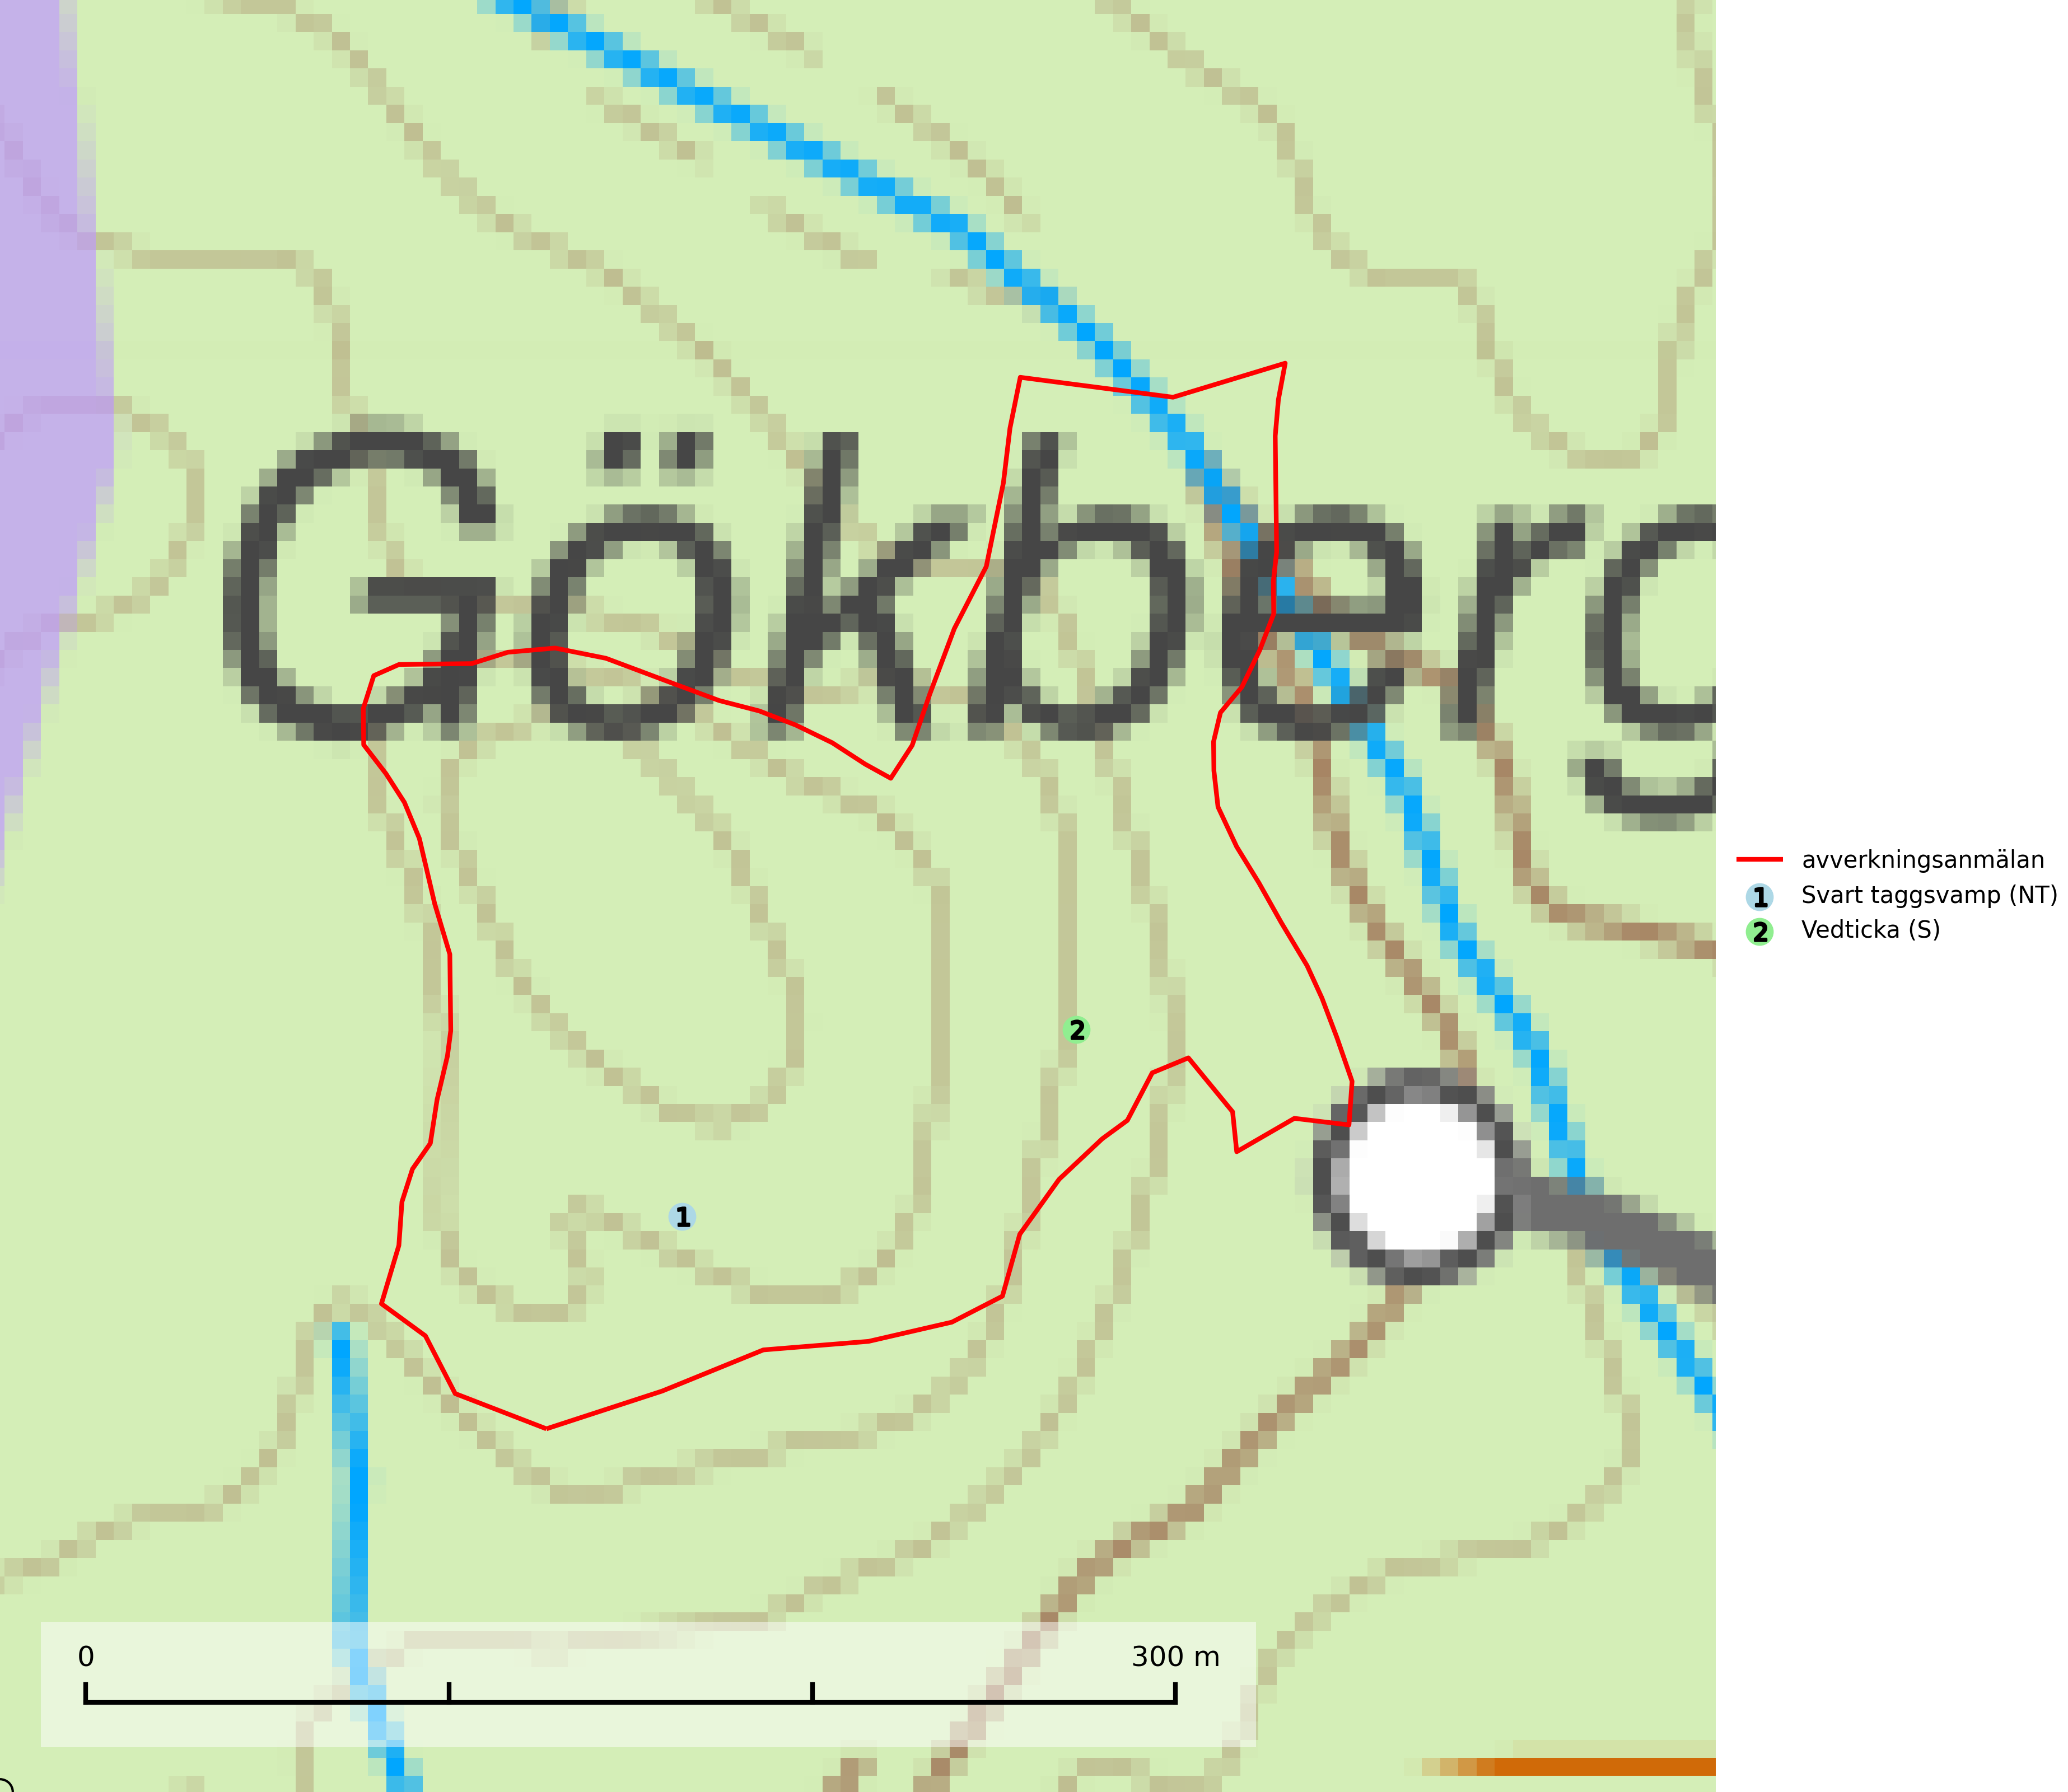 Gökberg
avverkningsanmälan
1 Svart taggsvamp (NT)
2 Vedticka (S)
2
1
0 300 m